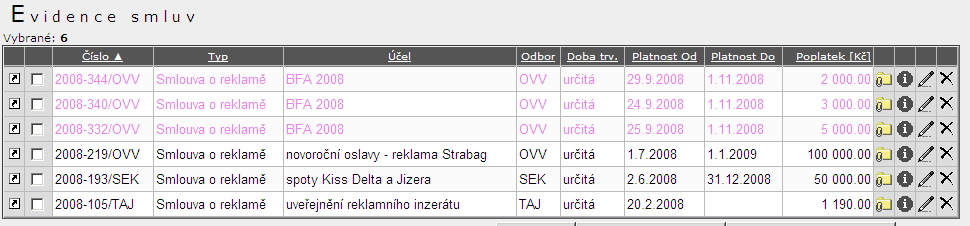 Evidence smluv
Vybrané: 6
Číslo ▲ Typ Účel Odbor Doba trv. Platnost Od Platnost Do Poplatek [Kč]
2008-344/OVV Smlouva o reklamě BFA 2008 OVV určitá 29.9.2008 1.11.2008 2 000.00
2008-340/OVV Smlouva o reklamě BFA 2008 OVV určitá 24.9.2008 1.11.2008 3 000.00
2008-332/OVV Smlouva o reklamě BFA 2008 OVV určitá 25.9.2008 1.11.2008 5 000.00
2008-219/OVV Smlouva o reklamě novoroční oslavy - reklama Strabag OVV určitá 1.7.2008 1.1.2009 100 000.00
2008-193/SEK Smlouva o reklamě spoty Kiss Delta a Jizera SEK určitá 2.6.2008 31.12.2008 50 000.00
2008-105/TAJ Smlouva o reklamě uveřejnění reklamního inzerátu TAJ určitá 20.2.2008 1 190.00